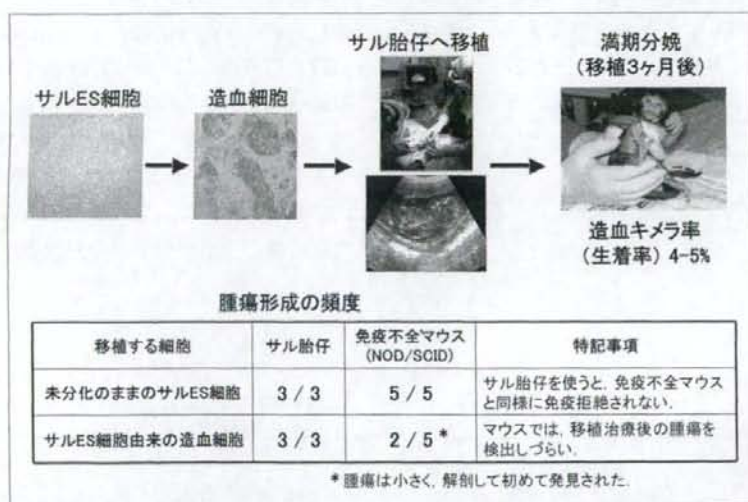 サル胎仔へ移植
満期分娩
(移植3ヶ月後)
サルES細胞
造血細胞
造血キメラ率
(生着率) 4-5%
腫瘍形成の頻度
移植する細胞 サル胎仔 免疫不全マウス (NOD/SCID) 特記事項
未分化のままのサルES細胞 3 / 3 5 / 5 サル胎仔を使うと, 免疫不全マウス
と同様に免疫拒絶されない.
サルES細胞由来の造血細胞 3 / 3 2 / 5 * マウスでは, 移植治療後の腫瘍を
検出しづらい.
* 腫瘍は小さく, 解剖して初めて発見された.